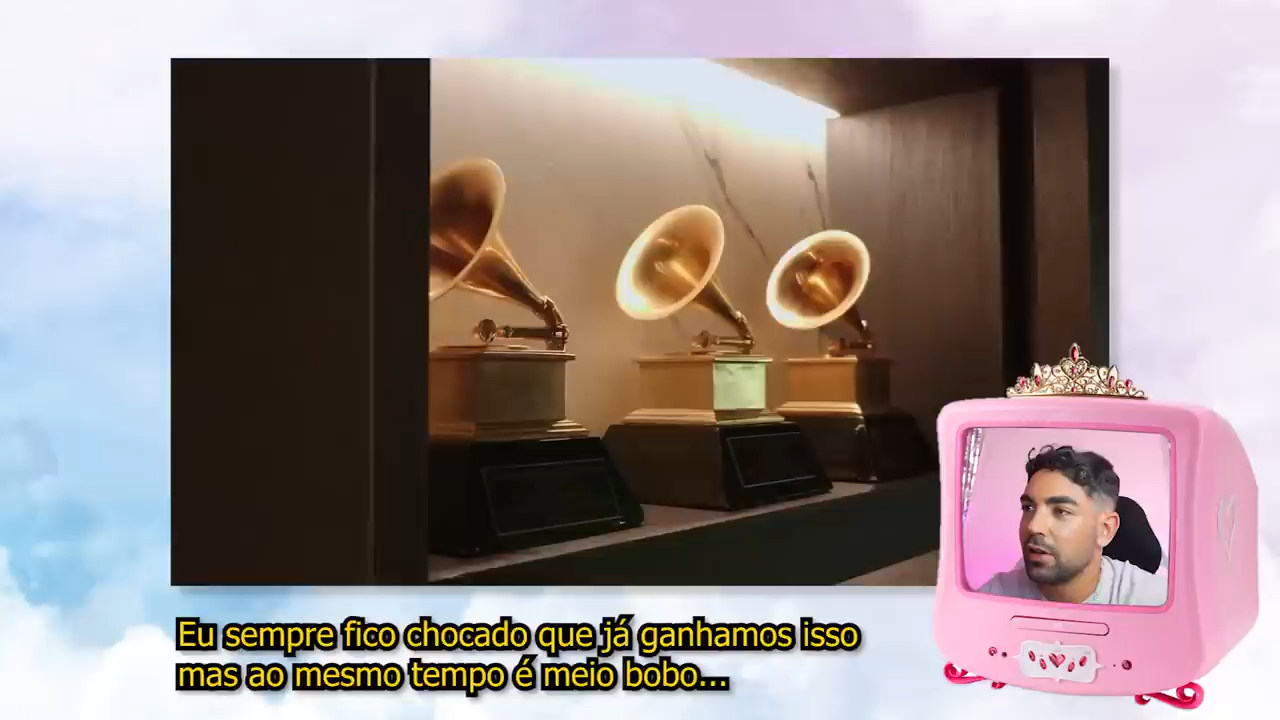 Eu sempre fico chocado que já ganhamos isso
mas ao mesmo tempo é meio bobo...